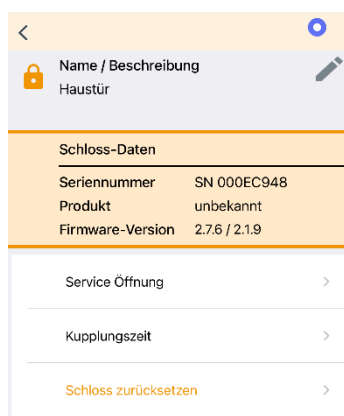 Name / Beschreibung
Haustür
Schloss-Daten
Seriennummer SN 000EC948
Produkt unbekannt
Firmware-Version 2.7.6 / 2.1.9
Service Öffnung
Kupplungszeit
Schloss zurücksetzen